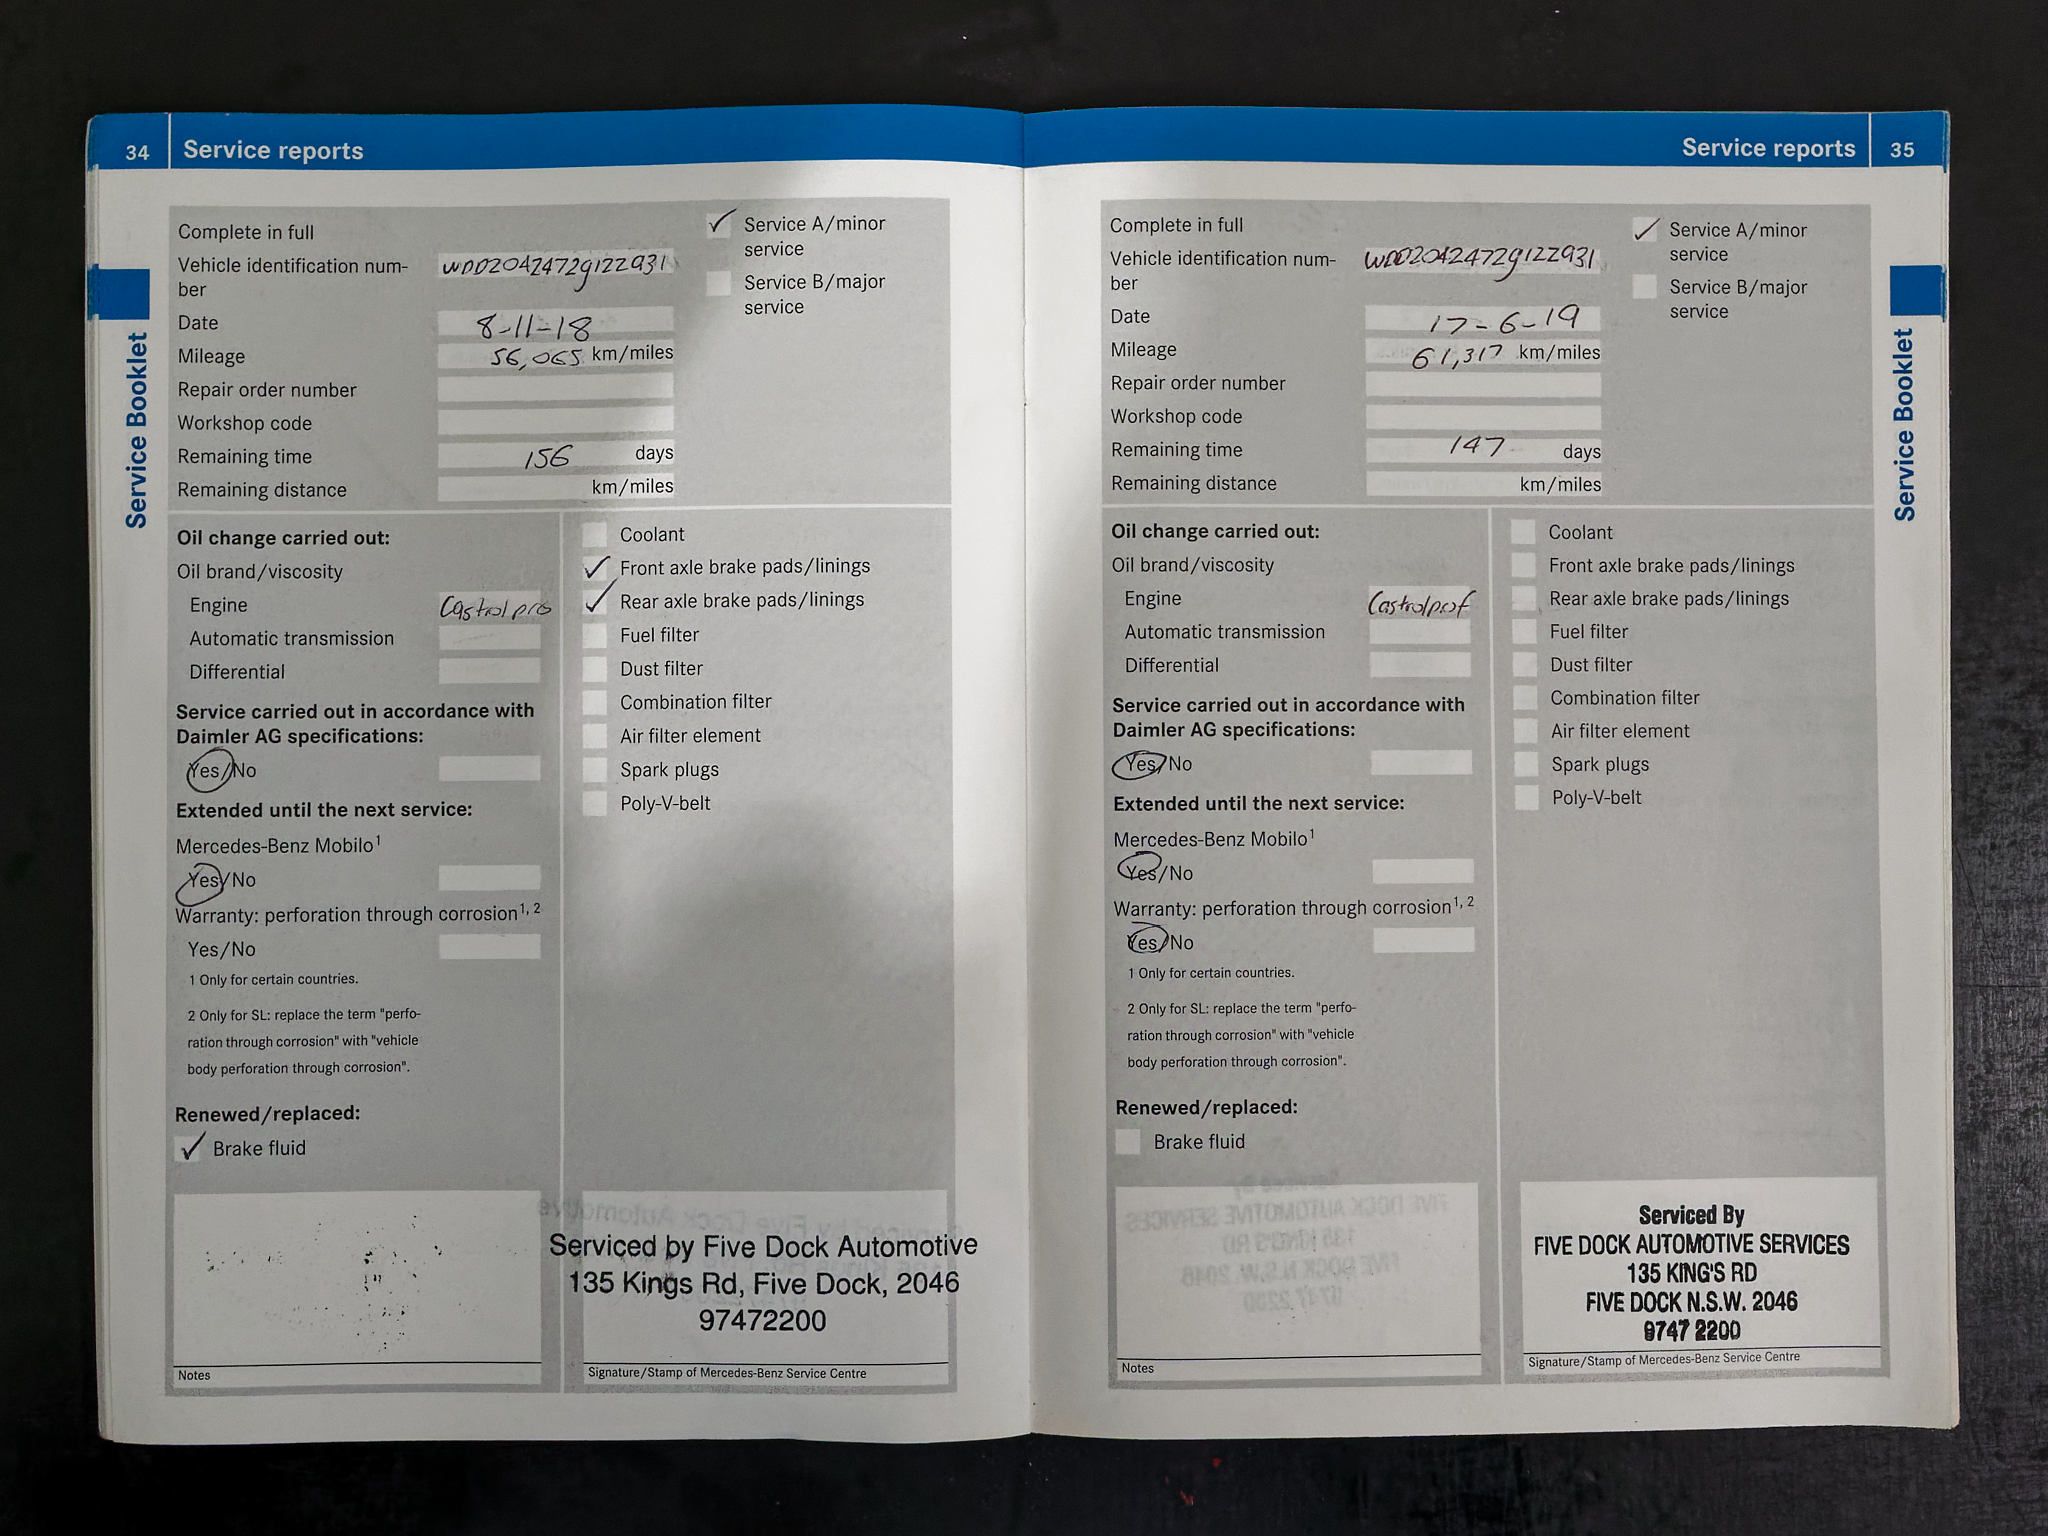 34 Service reports
Complete in full
Service A/minor
service
Vehicle identification num-
ber
WDD2042472g122931
Service B/major
service
Date 8-11-18
Mileage 56,065 km/miles
Repair order number
Workshop code
Remaining time 156 days
Remaining distance km/miles
Service Booklet
Oil change carried out:
Oil brand/viscosity
Engine Castrol pro
Automatic transmission
Differential
Service carried out in accordance with
Daimler AG specifications:
Yes/No
Extended until the next service:
Mercedes-Benz Mobilo1
Yes/No
Warranty: perforation through corrosion1, 2
Yes/No
1 Only for certain countries.
2 Only for SL: replace the term "perfo-
ration through corrosion" with "vehicle
body perforation through corrosion".
Renewed/replaced:
Brake fluid
Notes
Coolant
Front axle brake pads/linings
Rear axle brake pads/linings
Fuel filter
Dust filter
Combination filter
Air filter element
Spark plugs
Poly-V-belt
Serviced by Five Dock Automotive
135 Kings Rd, Five Dock, 2046
97472200
Signature/Stamp of Mercedes-Benz Service Centre
Service reports 35
Complete in full
Service A/minor
service
Vehicle identification num-
ber
WDD2042472g122931
Service B/major
service
Date 17-6-19
Mileage 61,317 km/miles
Repair order number
Workshop code
Remaining time 147 days
Remaining distance km/miles
Service Booklet
Oil change carried out:
Oil brand/viscosity
Engine Castrolprof
Automatic transmission
Differential
Service carried out in accordance with
Daimler AG specifications:
Yes/No
Extended until the next service:
Mercedes-Benz Mobilo1
Yes/No
Warranty: perforation through corrosion1, 2
Yes/No
1 Only for certain countries.
2 Only for SL: replace the term "perfo-
ration through corrosion" with "vehicle
body perforation through corrosion".
Renewed/replaced:
Brake fluid
Notes
Coolant
Front axle brake pads/linings
Rear axle brake pads/linings
Fuel filter
Dust filter
Combination filter
Air filter element
Spark plugs
Poly-V-belt
Serviced By
FIVE DOCK AUTOMOTIVE SERVICES
135 KING'S RD
FIVE DOCK N.S.W. 2046
9747 2200
Signature/Stamp of Mercedes-Benz Service Centre